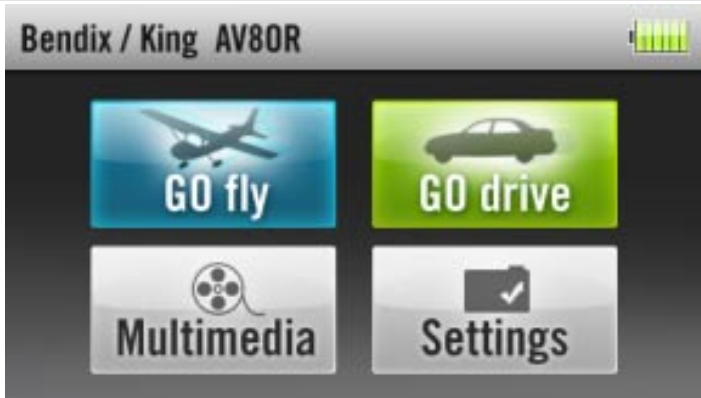 Bendix / King AV8OR
GO fly
GO drive
Multimedia
Settings